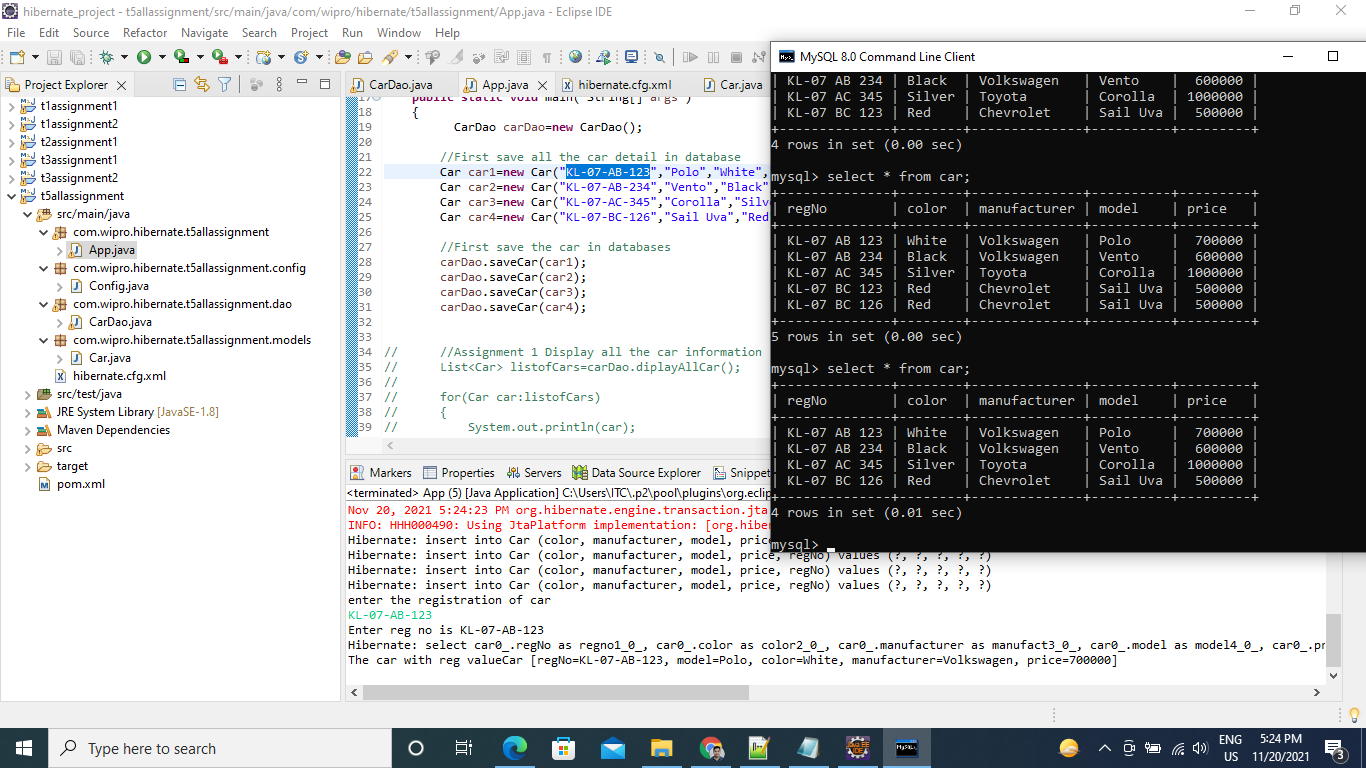 hibernate_project - t5allassignment/src/main/java/com/wipro/hibernate/t5allassignment/App.java - Eclipse IDE
File Edit Source Refactor Navigate Search Project Run Window Help
Project Explorer
t1assignment1
t1assignment2
t2assignment1
t3assignment1
t3assignment2
t5allassignment
src/main/java
com.wipro.hibernate.t5allassignment
App.java
com.wipro.hibernate.t5allassignment.config
Config.java
com.wipro.hibernate.t5allassignment.dao
CarDao.java
com.wipro.hibernate.t5allassignment.models
Car.java
hibernate.cfg.xml
src/test/java
JRE System Library [JavaSE-1.8]
Maven Dependencies
src
target
pom.xml
CarDao.java App.java hibernate.cfg.xml Car.java
17 public static void main( String[] args )
18 {
19 CarDao carDao=new CarDao();
20
21 //First save all the car detail in database
22 Car car1=new Car("KL-07-AB-123","Polo","White",
23 Car car2=new Car("KL-07-AB-234","Vento","Black"
24 Car car3=new Car("KL-07-AC-345","Corolla","Silv
25 Car car4=new Car("KL-07-BC-126","Sail Uva","Red
26
27 //First save the car in databases
28 carDao.saveCar(car1);
29 carDao.saveCar(car2);
30 carDao.saveCar(car3);
31 carDao.saveCar(car4);
32
33
34 // //Assignment 1 Display all the car information
35 // List<Car> listofCars=carDao.diplayAllCar();
36 //
37 // for(Car car:listofCars)
38 // {
39 // System.out.println(car);
Markers Properties Servers Data Source Explorer Snippet
<terminated> App (5) [Java Application] C:\Users\ITC\.p2\pool\plugins\org.eclip
Nov 20, 2021 5:24:23 PM org.hibernate.engine.transaction.jta
INFO: HHH000490: Using JtaPlatform implementation: [org.hiber
Hibernate: insert into Car (color, manufacturer, model, price
Hibernate: insert into Car (color, manufacturer, model, price, regNo) values (?, ?, ?, ?, ?)
Hibernate: insert into Car (color, manufacturer, model, price, regNo) values (?, ?, ?, ?, ?)
Hibernate: insert into Car (color, manufacturer, model, price, regNo) values (?, ?, ?, ?, ?)
enter the registration of car
KL-07-AB-123
Enter reg no is KL-07-AB-123
Hibernate: select car0_.regNo as regno1_0_, car0_.color as color2_0_, car0_.manufacturer as manufact3_0_, car0_.model as model4_0_, car0_.pr
The car with reg valueCar [regNo=KL-07-AB-123, model=Polo, color=White, manufacturer=Volkswagen, price=700000]
MySQL 8.0 Command Line Client
| KL-07 AB 234 | Black | Volkswagen | Vento | 600000 |
| KL-07 AC 345 | Silver | Toyota | Corolla | 1000000 |
| KL-07 BC 123 | Red | Chevrolet | Sail Uva | 500000 |
4 rows in set (0.00 sec)
mysql> select * from car;
| regNo | color | manufacturer | model | price |
| KL-07 AB 123 | White | Volkswagen | Polo | 700000 |
| KL-07 AB 234 | Black | Volkswagen | Vento | 600000 |
| KL-07 AC 345 | Silver | Toyota | Corolla | 1000000 |
| KL-07 BC 123 | Red | Chevrolet | Sail Uva | 500000 |
| KL-07 BC 126 | Red | Chevrolet | Sail Uva | 500000 |
5 rows in set (0.00 sec)
mysql> select * from car;
| regNo | color | manufacturer | model | price |
| KL-07 AB 123 | White | Volkswagen | Polo | 700000 |
| KL-07 AB 234 | Black | Volkswagen | Vento | 600000 |
| KL-07 AC 345 | Silver | Toyota | Corolla | 1000000 |
| KL-07 BC 126 | Red | Chevrolet | Sail Uva | 500000 |
4 rows in set (0.01 sec)
mysql>
Type here to search
ENG
US
5:24 PM
11/20/2021
3